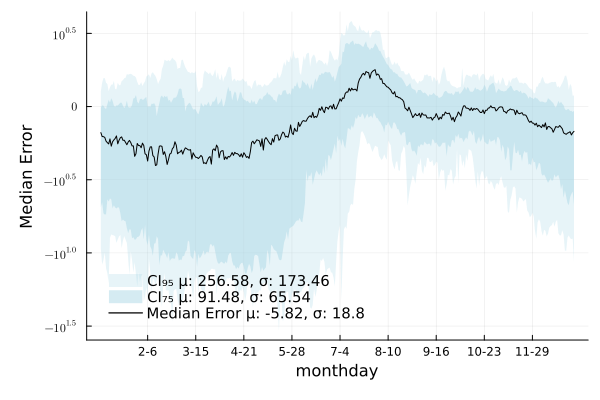 Median Error
10^0.5
0
−10^0.5
−10^1.0
−10^1.5
CI₉₅ μ: 256.58, σ: 173.46
CI₇₅ μ: 91.48, σ: 65.54
Median Error μ: -5.82, σ: 18.8
2-6 3-15 4-21 5-28 7-4 8-10 9-16 10-23 11-29
monthday